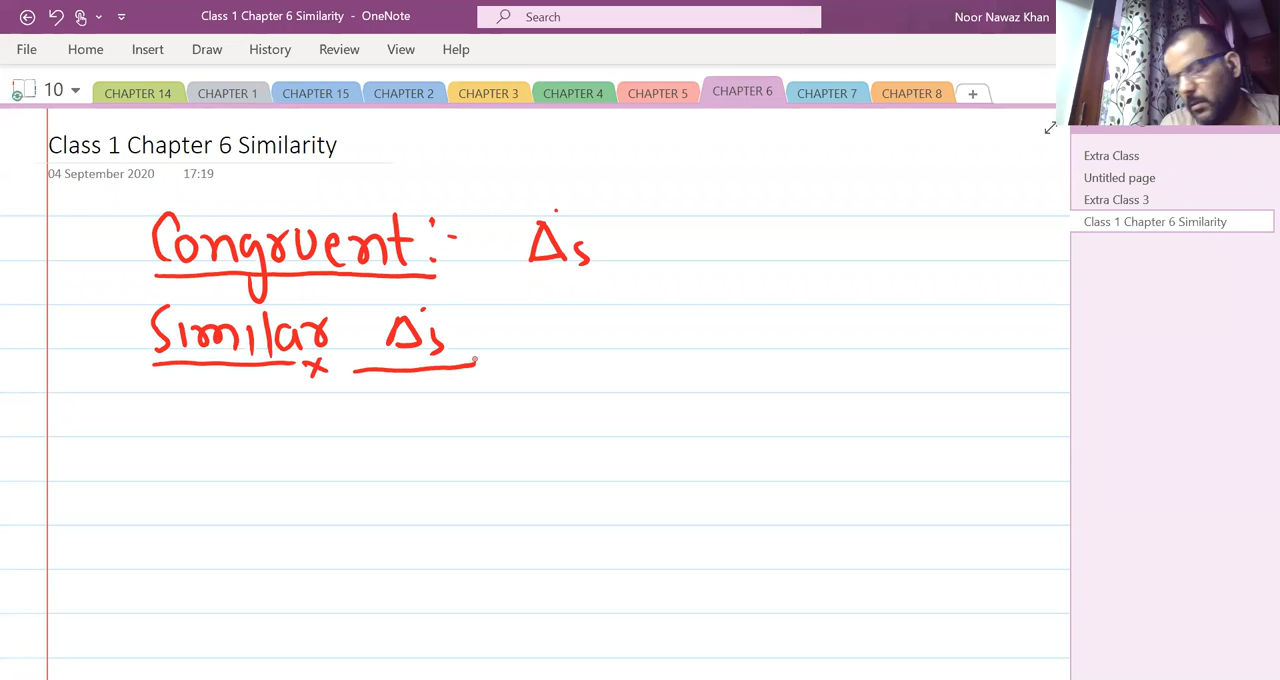 Class 1 Chapter 6 Similarity - OneNote
Search
Noor Nawaz Khan
File Home Insert Draw History Review View Help
10 CHAPTER 14 CHAPTER 1 CHAPTER 15 CHAPTER 2 CHAPTER 3 CHAPTER 4 CHAPTER 5 CHAPTER 6 CHAPTER 7 CHAPTER 8 +
Class 1 Chapter 6 Similarity
04 September 2020 17:19
Congruent :- Δs
Similar Δs
x
Extra Class
Untitled page
Extra Class 3
Class 1 Chapter 6 Similarity